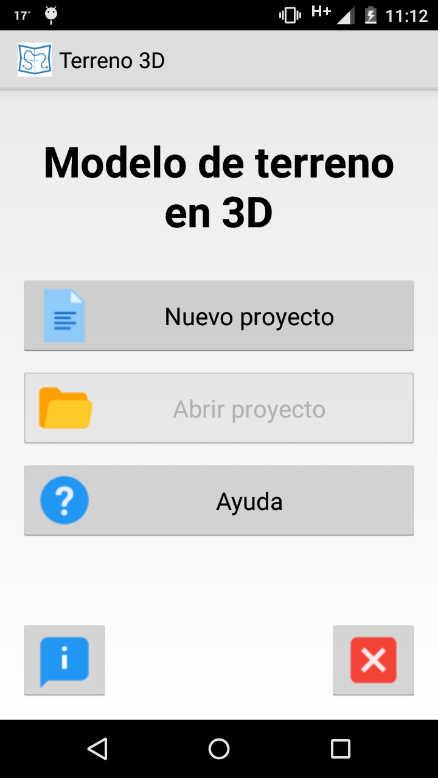 17°
H+
11:12
Terreno 3D
Modelo de terreno
en 3D
Nuevo proyecto
Abrir proyecto
Ayuda